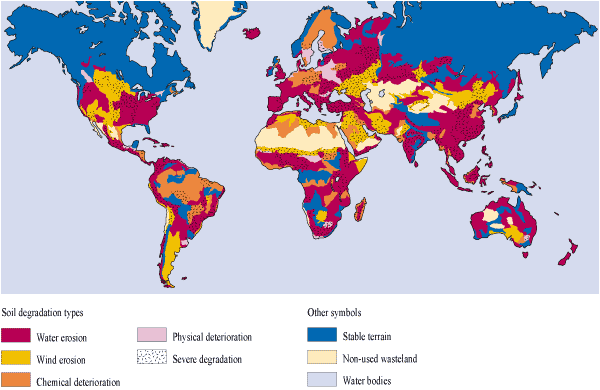 Soil degradation types
Water erosion
Wind erosion
Chemical deterioration
Physical deterioration
Severe degradation
Other symbols
Stable terrain
Non-used wasteland
Water bodies